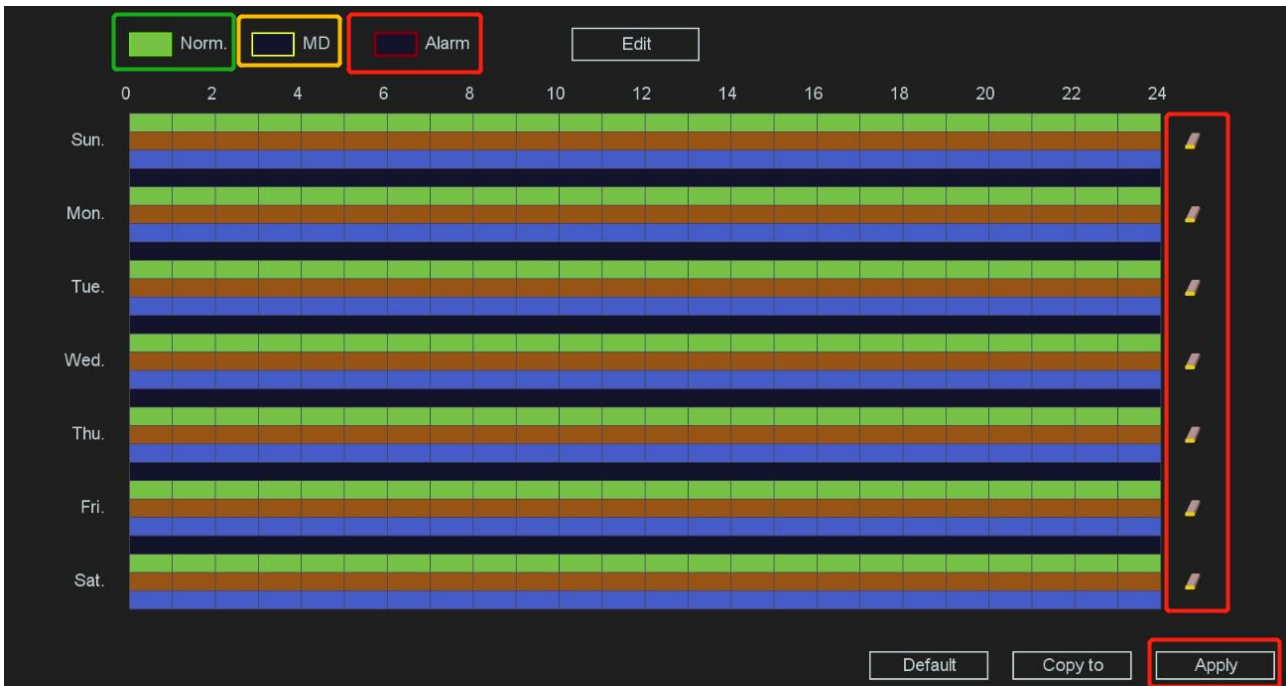 Norm. MD Alarm Edit
0 2 4 6 8 10 12 14 16 18 20 22 24
Sun.
Mon.
Tue.
Wed.
Thu.
Fri.
Sat.
Default Copy to Apply